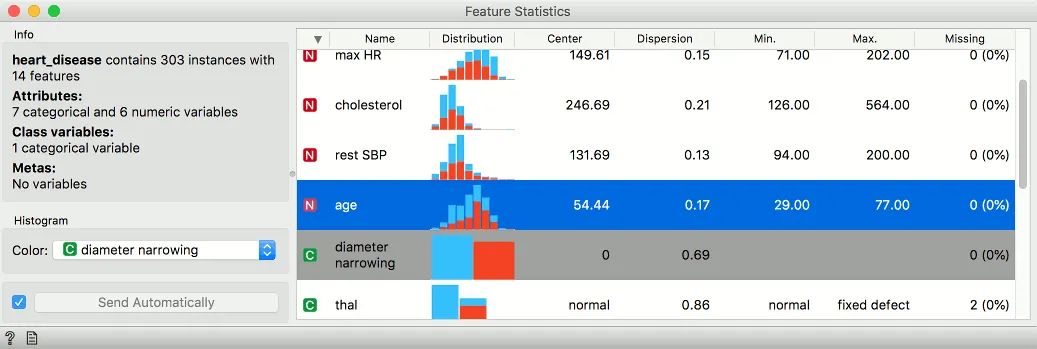 Feature Statistics
Info
heart_disease contains 303 instances with
14 features
Attributes:
7 categorical and 6 numeric variables
Class variables:
1 categorical variable
Metas:
No variables
Histogram
Color: C diameter narrowing
Send Automatically
Name Distribution Center Dispersion Min. Max. Missing
N max HR 149.61 0.15 71.00 202.00 0 (0%)
N cholesterol 246.69 0.21 126.00 564.00 0 (0%)
N rest SBP 131.69 0.13 94.00 200.00 0 (0%)
N age 54.44 0.17 29.00 77.00 0 (0%)
C diameter
narrowing 0 0.69 0 (0%)
C thal normal 0.86 normal fixed defect 2 (0%)
?